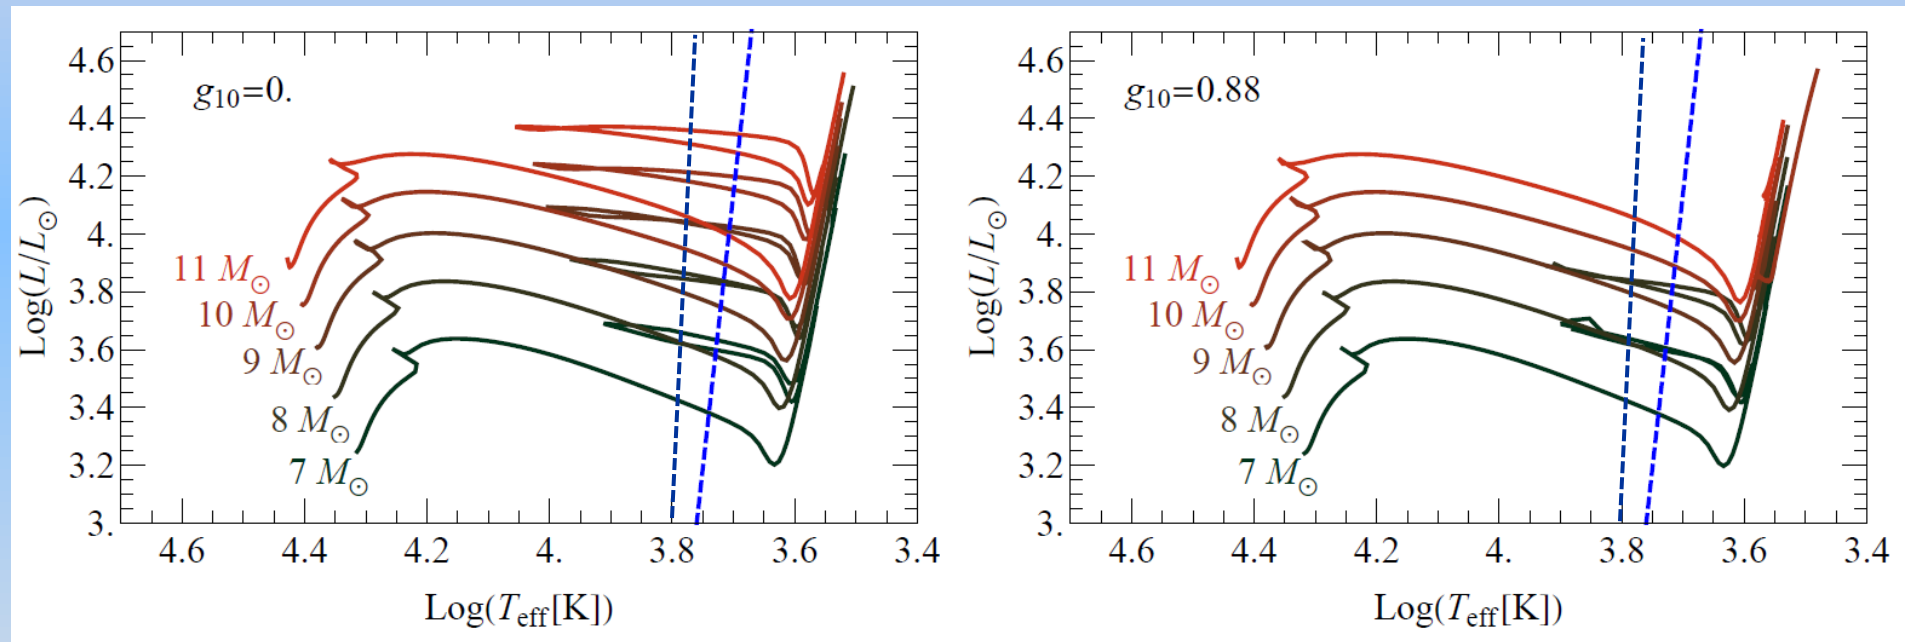 g10=0.
Log(L/L☉)
4.6
4.4
4.2
4.
3.8
3.6
3.4
3.2
3.
11 M☉
10 M☉
9 M☉
8 M☉
7 M☉
4.6 4.4 4.2 4. 3.8 3.6 3.4
Log(Teff[K])
g10=0.88
Log(L/L☉)
4.6
4.4
4.2
4.
3.8
3.6
3.4
3.2
3.
11 M☉
10 M☉
9 M☉
8 M☉
7 M☉
4.6 4.4 4.2 4. 3.8 3.6 3.4
Log(Teff[K])